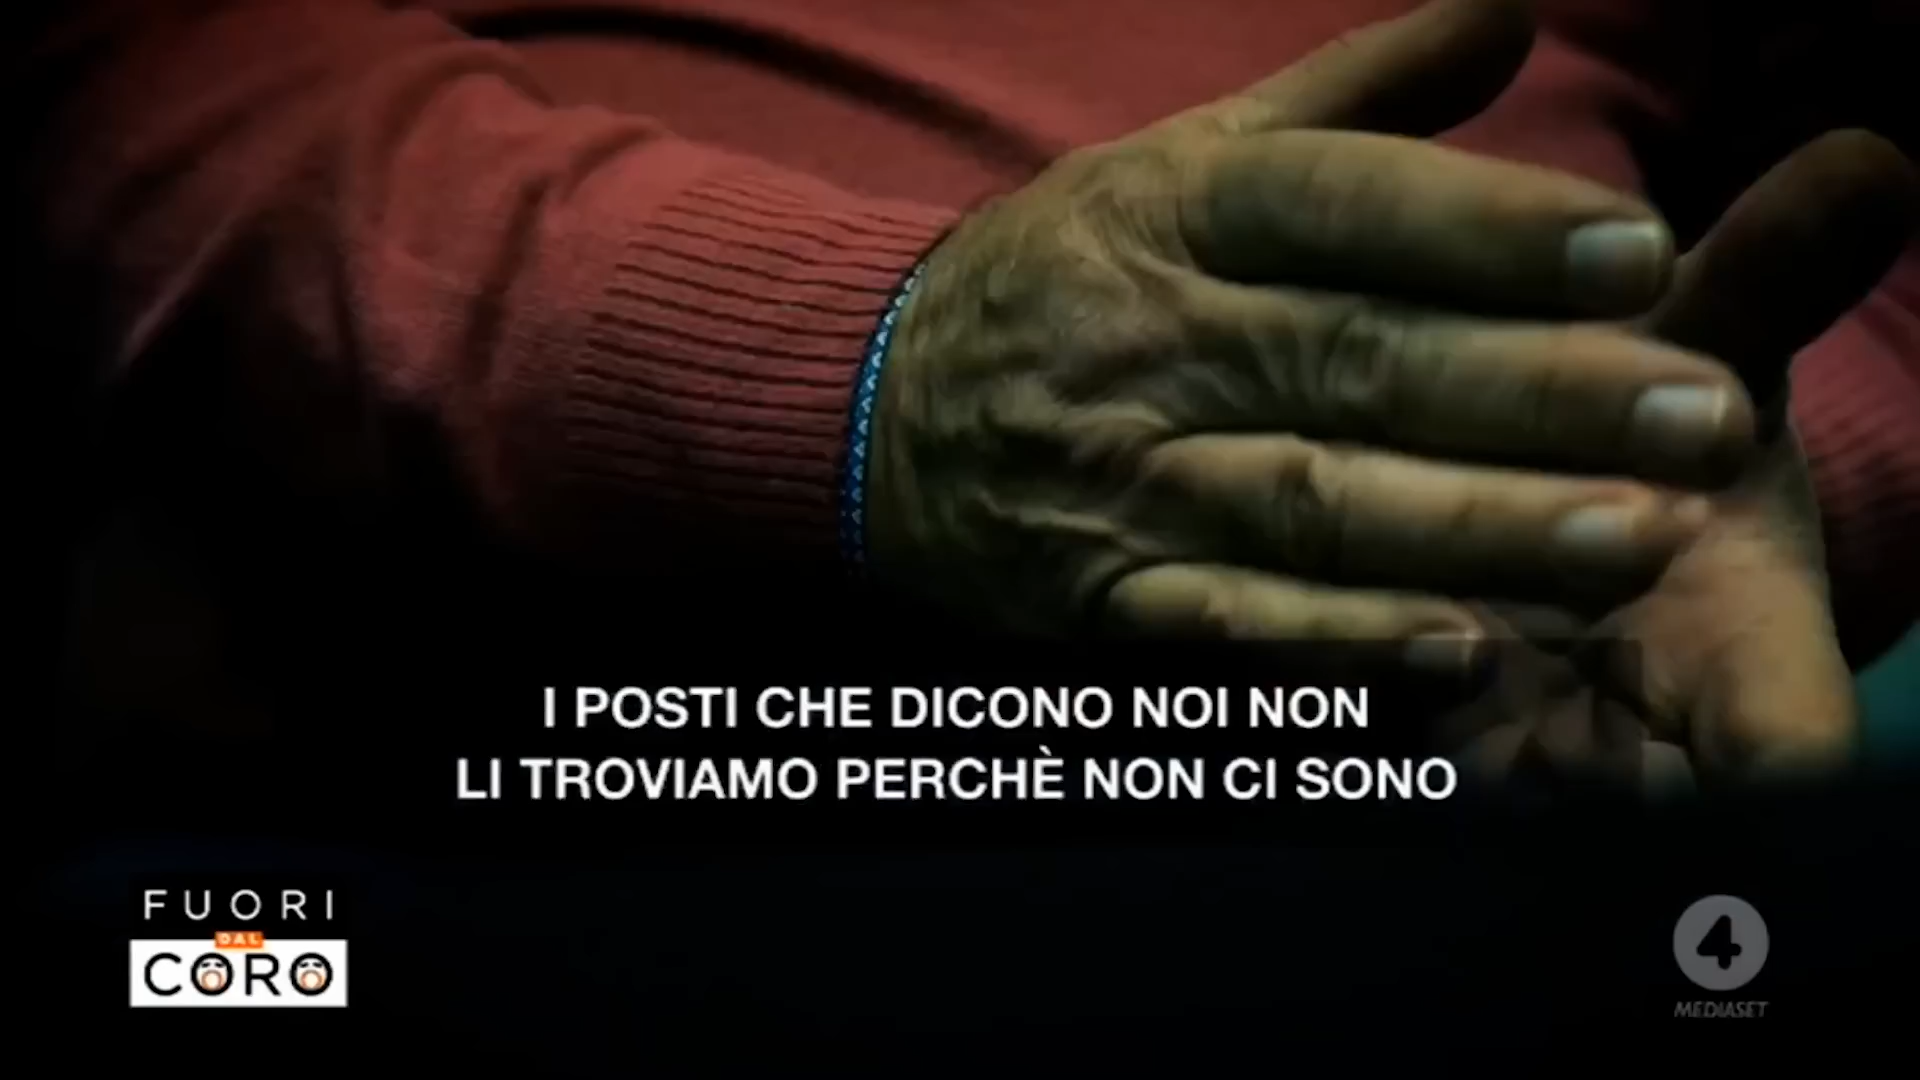 I POSTI CHE DICONO NOI NON
LI TROVIAMO PERCHÈ NON CI SONO
FUORI
DAL
CORO
4
MEDIASET